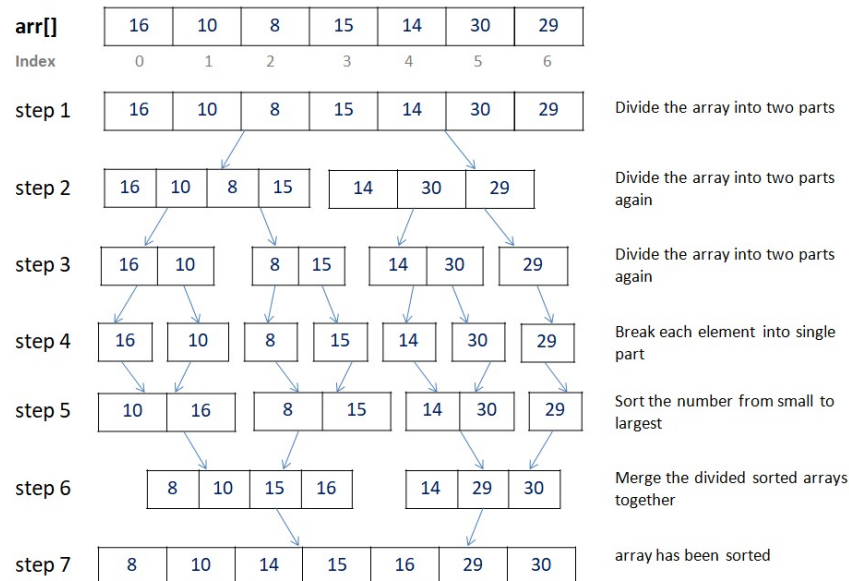 arr[] 16 10 8 15 14 30 29
Index 0 1 2 3 4 5 6
step 1 16 10 8 15 14 30 29 Divide the array into two parts
step 2 16 10 8 15 14 30 29 Divide the array into two parts
again
step 3 16 10 8 15 14 30 29 Divide the array into two parts
again
step 4 16 10 8 15 14 30 29 Break each element into single
part
step 5 10 16 8 15 14 30 29 Sort the number from small to
largest
step 6 8 10 15 16 14 29 30 Merge the divided sorted arrays
together
step 7 8 10 14 15 16 29 30 array has been sorted